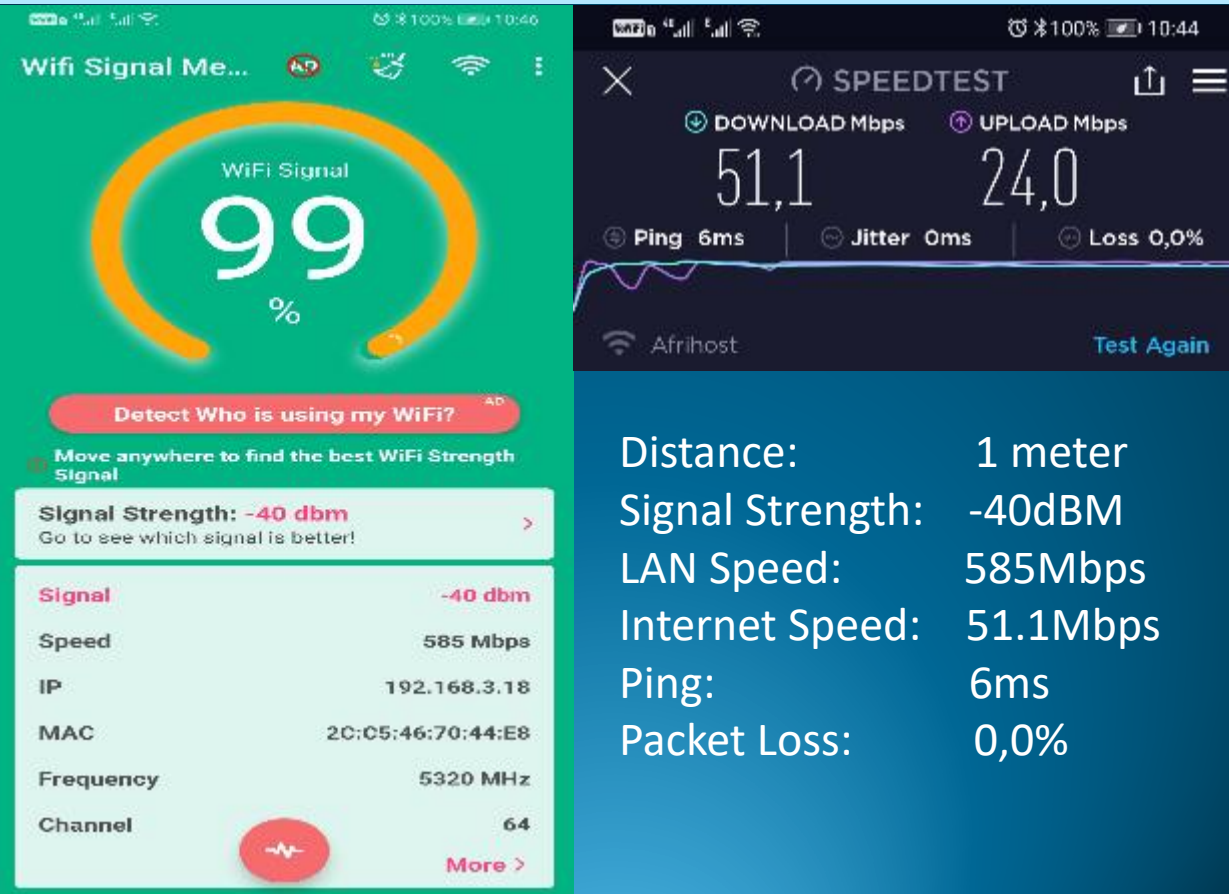 100% 10:46
Wifi Signal Me...
AD
WiFi Signal
99
%
Detect Who is using my WiFi?
AD
Move anywhere to find the best WiFi Strength
Signal
Signal Strength: -40 dbm
Go to see which signal is better!
Signal -40 dbm
Speed 585 Mbps
IP 192.168.3.18
MAC 2C:C5:46:70:44:E8
Frequency 5320 MHz
Channel 64
More >
100% 10:44
SPEEDTEST
DOWNLOAD Mbps UPLOAD Mbps
51,1 24,0
Ping 6ms Jitter 0ms Loss 0,0%
Afrihost Test Again
Distance: 1 meter
Signal Strength: -40dBM
LAN Speed: 585Mbps
Internet Speed: 51.1Mbps
Ping: 6ms
Packet Loss: 0,0%